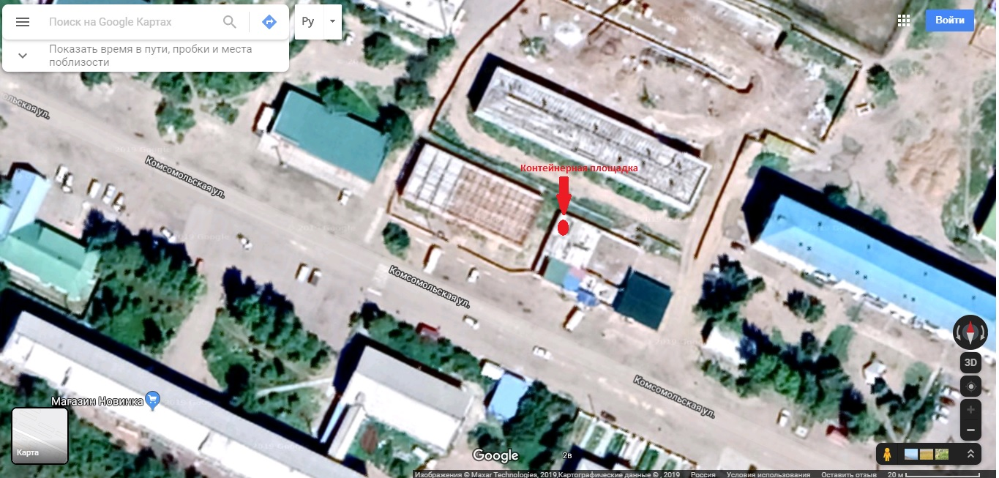 Поиск на Google Картах
Ру
Войти
Показать время в пути, пробки и места
поблизости
ольская ул.
Комсомольская ул.
Контейнерная площадка
Комсомольская ул.
Комсомольская ул.
Магазин Новинка
3D
Карта
Google
2в
Изображения © Maxar Technologies, 2019,Картографические данные © , 2019 Россия Условия использования Оставить отзыв 20 м